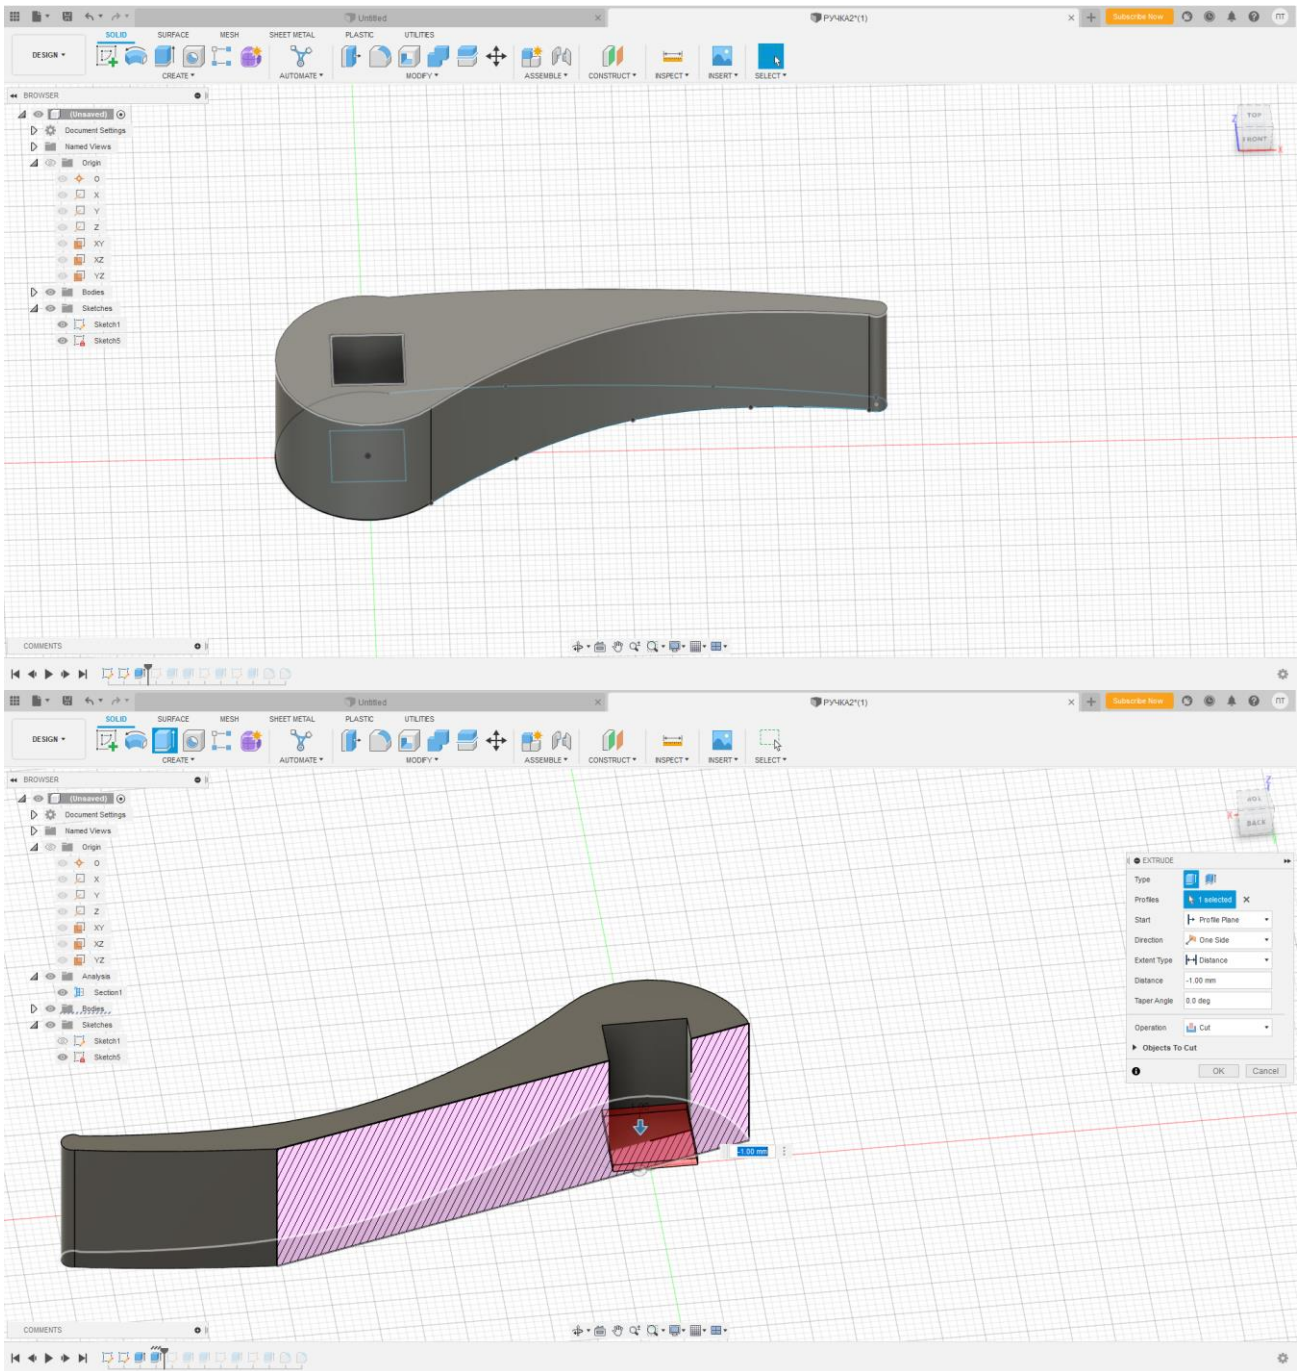 Untitled
РУЧКА2*(1)
Subscribe Now
ПТ
SOLID SURFACE MESH SHEET METAL PLASTIC UTILITIES
DESIGN
CREATE AUTOMATE MODIFY ASSEMBLE CONSTRUCT INSPECT INSERT SELECT
BROWSER
(Unsaved)
Document Settings
Named Views
Origin
O
X
Y
Z
XY
XZ
YZ
Bodies
Sketches
Sketch1
Sketch5
TOP
Z
FRONT
X
COMMENTS
Untitled
РУЧКА2*(1)
Subscribe Now
ПТ
SOLID SURFACE MESH SHEET METAL PLASTIC UTILITIES
DESIGN
CREATE AUTOMATE MODIFY ASSEMBLE CONSTRUCT INSPECT INSERT SELECT
BROWSER
(Unsaved)
Document Settings
Named Views
Origin
O
X
Y
Z
XY
XZ
YZ
Analysis
Section1
Bodies
Sketches
Sketch1
Sketch5
Z
TOP
X
BACK
EXTRUDE
Type
Profiles 1 selected
Start Profile Plane
Direction One Side
Extent Type Distance
Distance -1.00 mm
Taper Angle 0.0 deg
Operation Cut
Objects To Cut
OK Cancel
-1.00 mm
COMMENTS